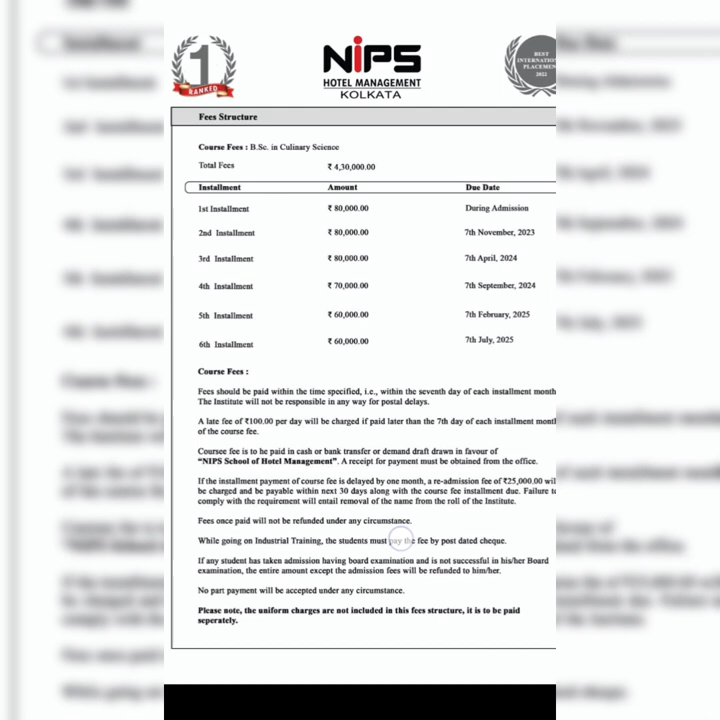 1
RANKED
NiPS
HOTEL MANAGEMENT
KOLKATA
BEST
INTERNATION
PLACEMEN
2022
Fees Structure
Course Fees : B.Sc. in Culinary Science
Total Fees ₹ 4,30,000.00
Installment Amount Due Date
1st Installment ₹ 80,000.00 During Admission
2nd Installment ₹ 80,000.00 7th November, 2023
3rd Installment ₹ 80,000.00 7th April, 2024
4th Installment ₹ 70,000.00 7th September, 2024
5th Installment ₹ 60,000.00 7th February, 2025
6th Installment ₹ 60,000.00 7th July, 2025
Course Fees :
Fees should be paid within the time specified, i.e., within the seventh day of each installment month
The Institute will not be responsible in any way for postal delays.
A late fee of ₹100.00 per day will be charged if paid later than the 7th day of each installment mont
of the course fee.
Coursee fee is to he paid in cash or bank transfer or demand draft drawn in favour of
“NIPS School of Hotel Management”. A receipt for payment must be obtained from the office.
If the installment payment of course fee is delayed by one month, a re-admission fee of ₹25,000.00 wil
be charged and be payable within next 30 days along with the course fee installment due. Failure to
comply with the requirement will entail removal of the name from the roll of the Institute.
Fees once paid will not be refunded under any circumstance.
While going on Industrial Training, the students must pay the fee by post dated cheque.
If any student has taken admission having board examination and is not successful in his/her Board
examination, the entire amount except the admission fees will be refunded to him/her.
No part payment will be accepted under any circumstance.
Please note, the uniform charges are not included in this fees structure, it is to be paid
seperately.